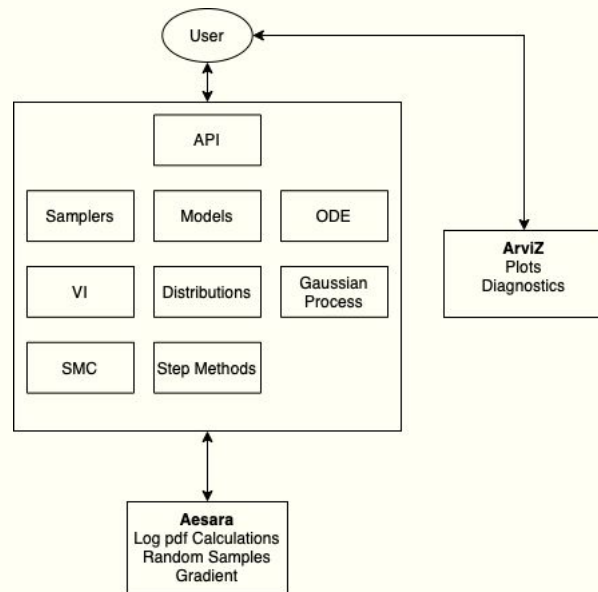 User
API
Samplers
Models
ODE
VI
Distributions
Gaussian
Process
SMC
Step Methods
ArviZ
Plots
Diagnostics
Aesara
Log pdf Calculations
Random Samples
Gradient